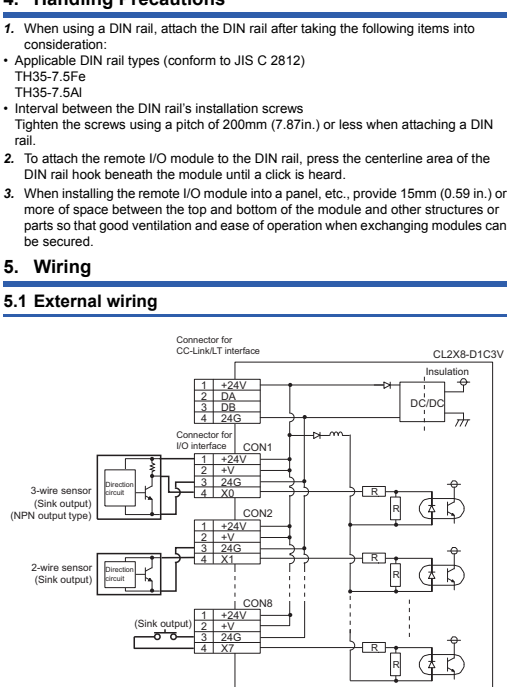 4. Handling Precautions
1. When using a DIN rail, attach the DIN rail after taking the following items into
consideration:
• Applicable DIN rail types (conform to JIS C 2812)
TH35-7.5Fe
TH35-7.5Al
• Interval between the DIN rail's installation screws
Tighten the screws using a pitch of 200mm (7.87in.) or less when attaching a DIN
rail.
2. To attach the remote I/O module to the DIN rail, press the centerline area of the
DIN rail hook beneath the module until a click is heard.
3. When installing the remote I/O module into a panel, etc., provide 15mm (0.59 in.) or
more of space between the top and bottom of the module and other structures or
parts so that good ventilation and ease of operation when exchanging modules can
be secured.
5. Wiring
5.1 External wiring
Connector for
CC-Link/LT interface
CL2X8-D1C3V
Insulation
DC/DC
1 +24V
2 DA
3 DB
4 24G
Connector for
I/O interface
CON1
1 +24V
2 +V
3 24G
4 X0
3-wire sensor
(Sink output)
(NPN output type)
Direction
circuit
R
R
CON2
1 +24V
2 +V
3 24G
4 X1
2-wire sensor
(Sink output)
Direction
circuit
R
R
CON8
1 +24V
2 +V
3 24G
4 X7
(Sink output)
R
R